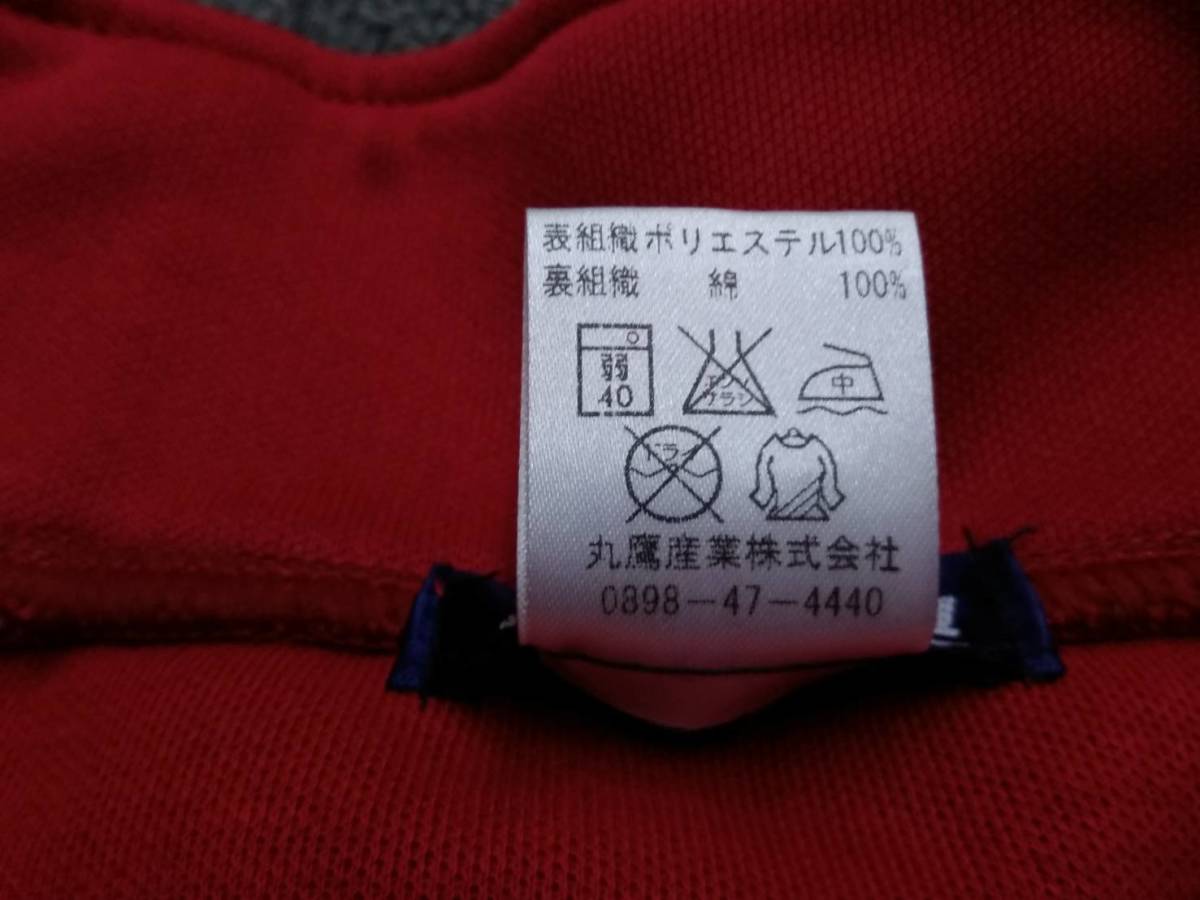 表組織ポリエステル100%
裏組織 綿 100%
弱
40
エンソ
サラシ
中
ドライ
丸鷹産業株式会社
0898-47-4440